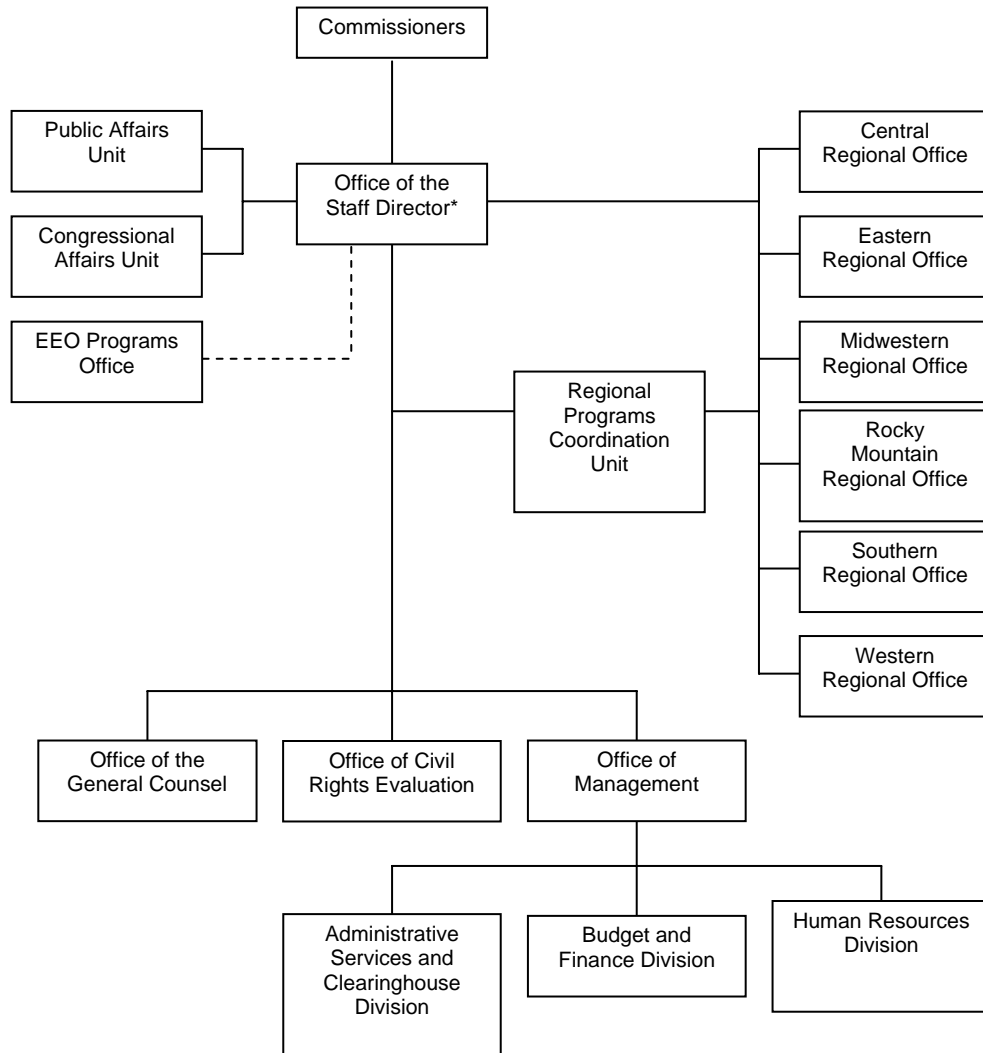 Commissioners
Public Affairs
Unit
Central
Regional Office
Office of the
Staff Director*
Congressional
Affairs Unit
Eastern
Regional Office
EEO Programs
Office
Midwestern
Regional Office
Regional
Programs
Coordination
Unit
Rocky
Mountain
Regional Office
Southern
Regional Office
Western
Regional Office
Office of the
General Counsel
Office of Civil
Rights Evaluation
Office of
Management
Administrative
Services and
Clearinghouse
Division
Budget and
Finance Division
Human Resources
Division